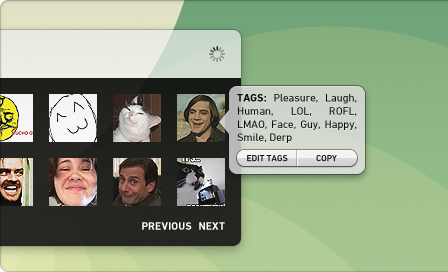 TAGS: Pleasure, Laugh,
Human, LOL, ROFL,
LMAO, Face, Guy, Happy,
Smile, Derp
EDIT TAGS COPY
PREVIOUS NEXT